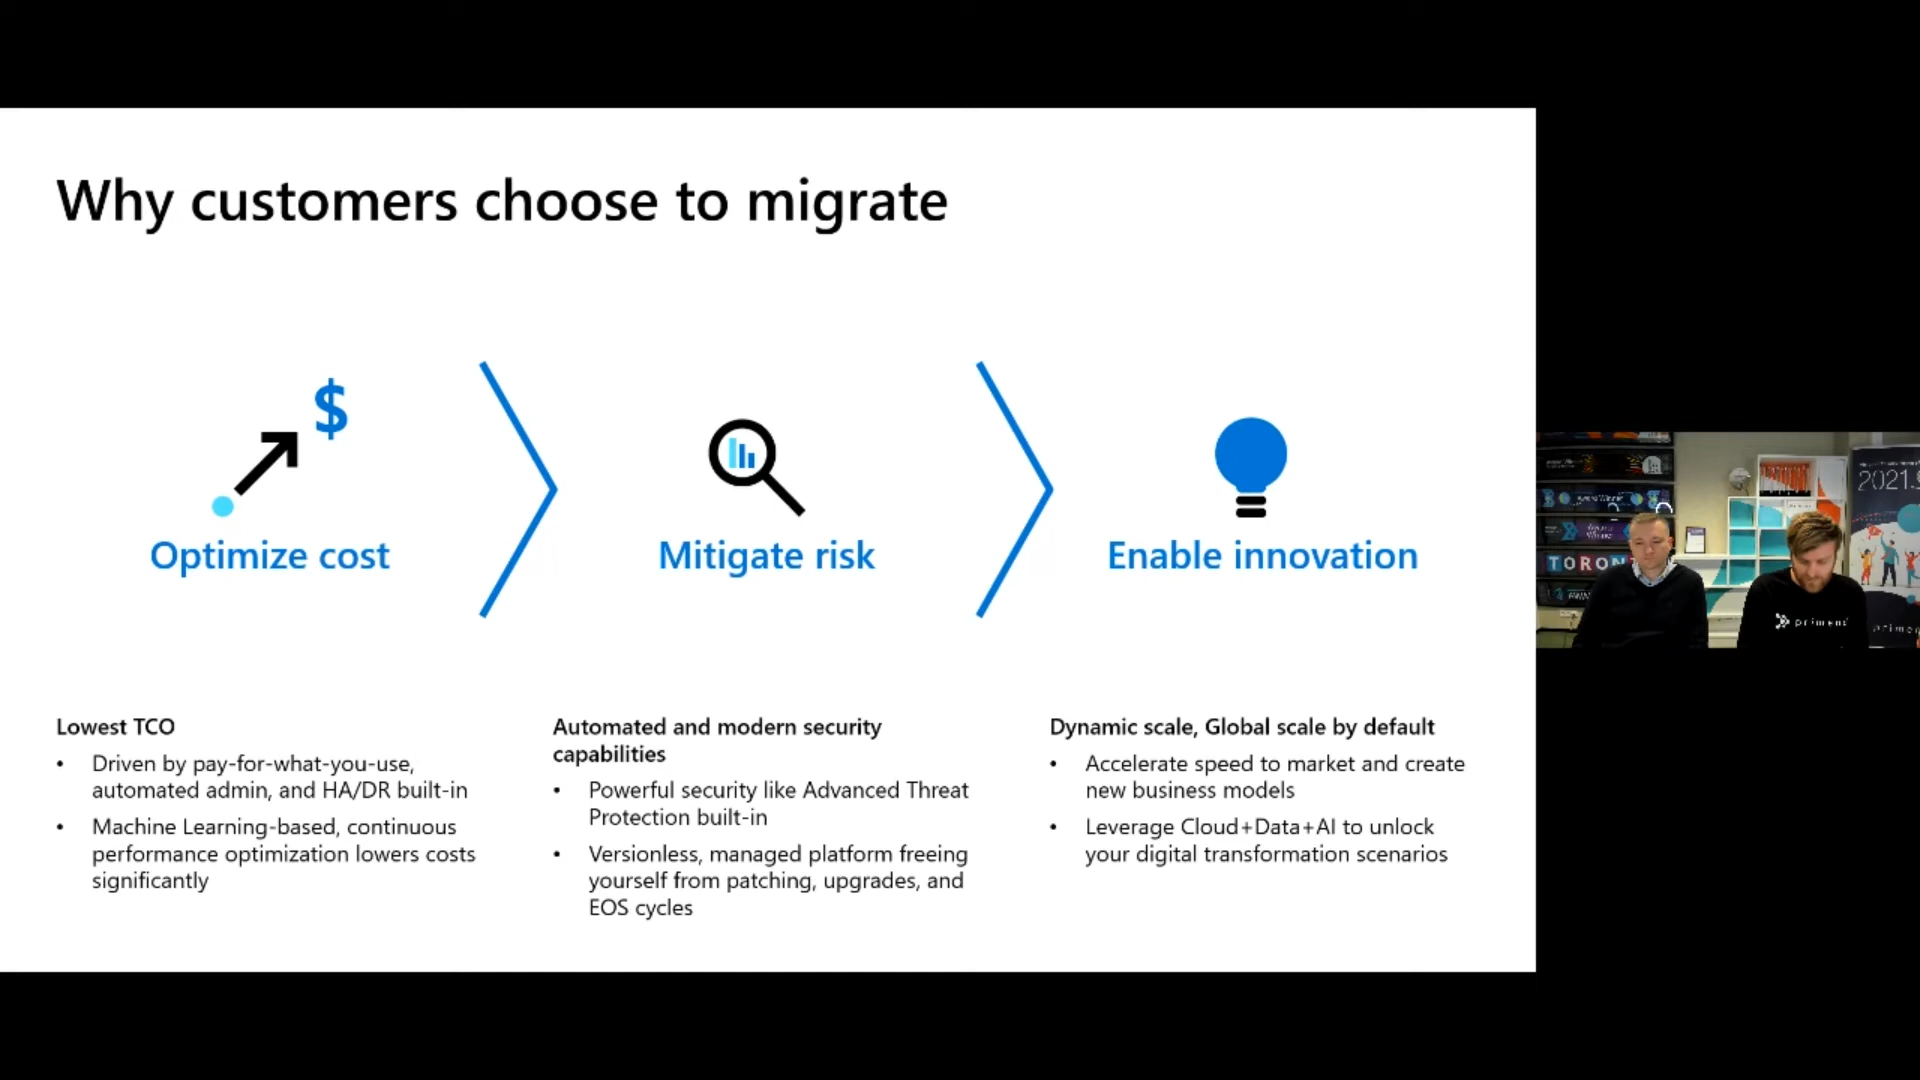 Why customers choose to migrate
$
Optimize cost
Mitigate risk
Enable innovation
Lowest TCO
• Driven by pay-for-what-you-use,
automated admin, and HA/DR built-in
• Machine Learning-based, continuous
performance optimization lowers costs
significantly
Automated and modern security
capabilities
• Powerful security like Advanced Threat
Protection built-in
• Versionless, managed platform freeing
yourself from patching, upgrades, and
EOS cycles
Dynamic scale, Global scale by default
• Accelerate speed to market and create
new business models
• Leverage Cloud+Data+AI to unlock
your digital transformation scenarios
2021
TORON
primend